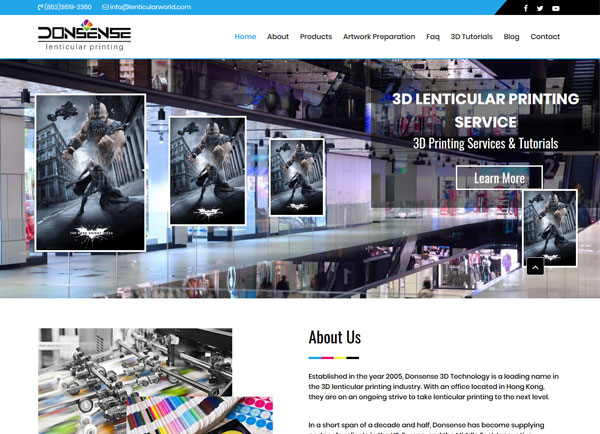 (852)3619-2360 info@lenticularworld.com
DONSENSE
lenticular printing
Home About Products Artwork Preparation Faq 3D Tutorials Blog Contact
3D LENTICULAR PRINTING
SERVICE
3D Printing Services & Tutorials
Learn More
About Us
Established in the year 2005, Donsense 3D Technology is a leading name in
the 3D lenticular printing industry. With an office located in Hong Kong,
they are on an ongoing strive to take lenticular printing to the next level.
In a short span of a decade and half, Donsense has become supplying